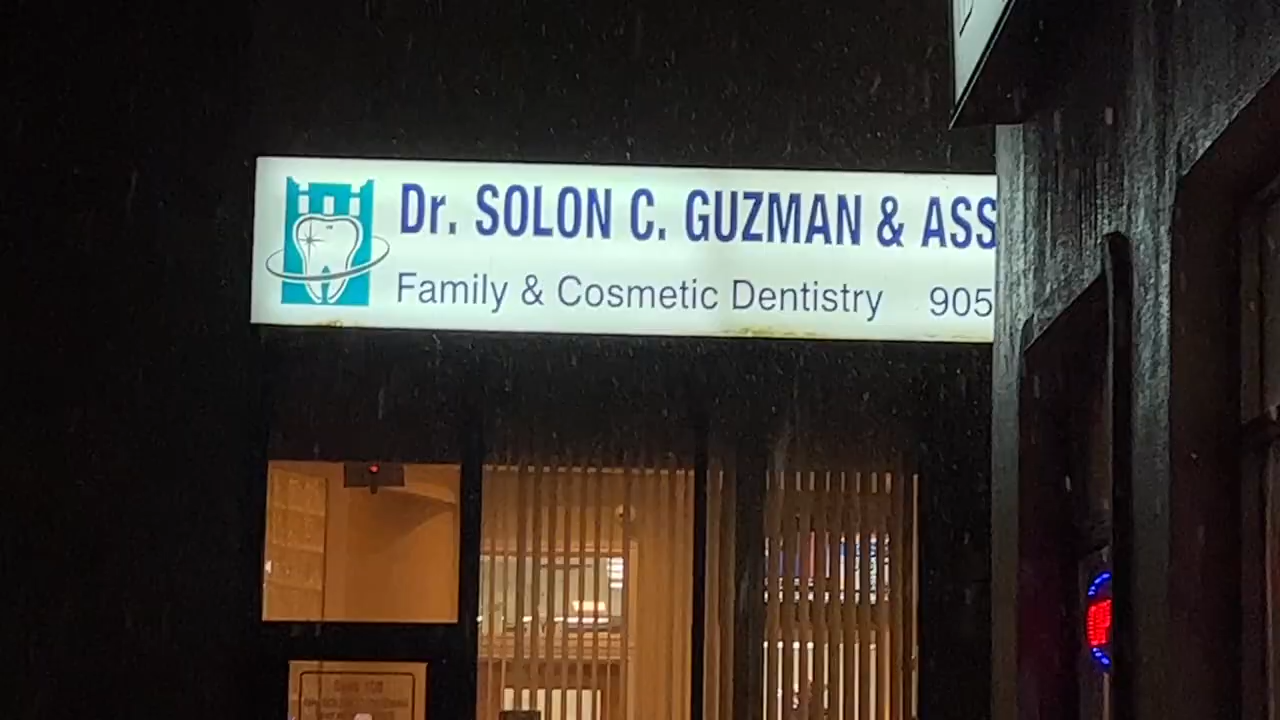 Dr. SOLON C. GUZMAN & ASS
Family & Cosmetic Dentistry 905